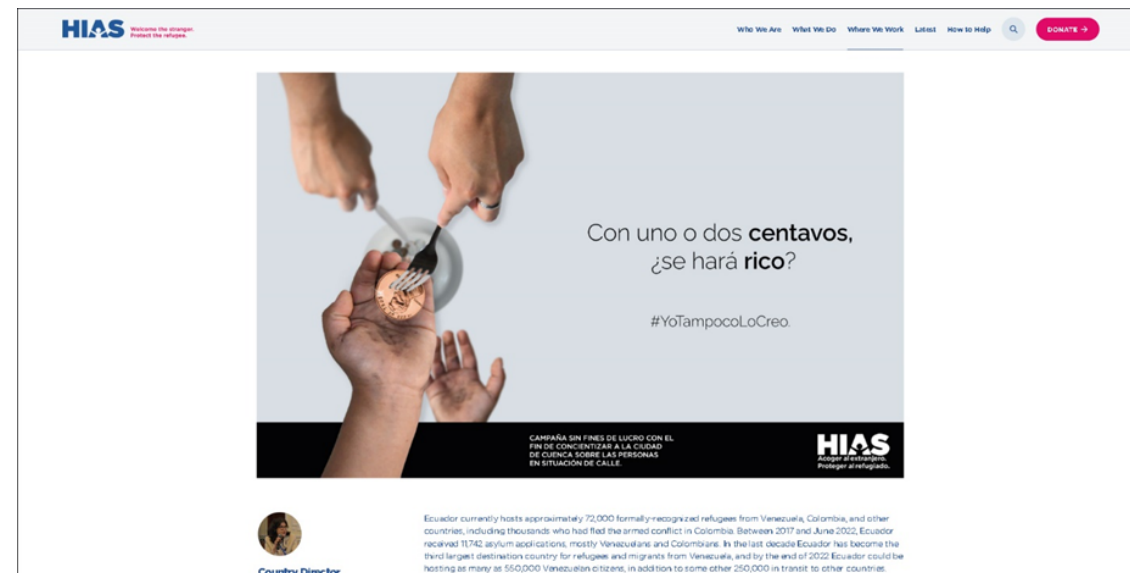 HIAS Welcome the stranger.
Protect the refugee.
Who We Are What We Do Where We Work Latest How to Help DONATE →
Con uno o dos centavos,
¿se hará rico?
#YoTampocoLoCreo.
CAMPAÑA SIN FINES DE LUCRO CON EL
FIN DE CONCIENTIZAR A LA CIUDAD
DE CUENCA SOBRE LAS PERSONAS
EN SITUACIÓN DE CALLE.
HIAS
Acoger al extranjero.
Proteger al refugiado.
Country Director
Ecuador currently hosts approximately 72,000 formally-recognized refugees from Venezuela, Colombia, and other
countries, including thousands who had fled the armed conflict in Colombia. Between 2017 and June 2022, Ecuador
received 11,742 asylum applications, mostly Venezuelans and Colombians. In the last decade Ecuador has become the
third largest destination country for refugees and migrants from Venezuela, and by the end of 2022 Ecuador could be
hosting as many as 550,000 Venezuelan citizens, in addition to some other 250,000 in transit to other countries.